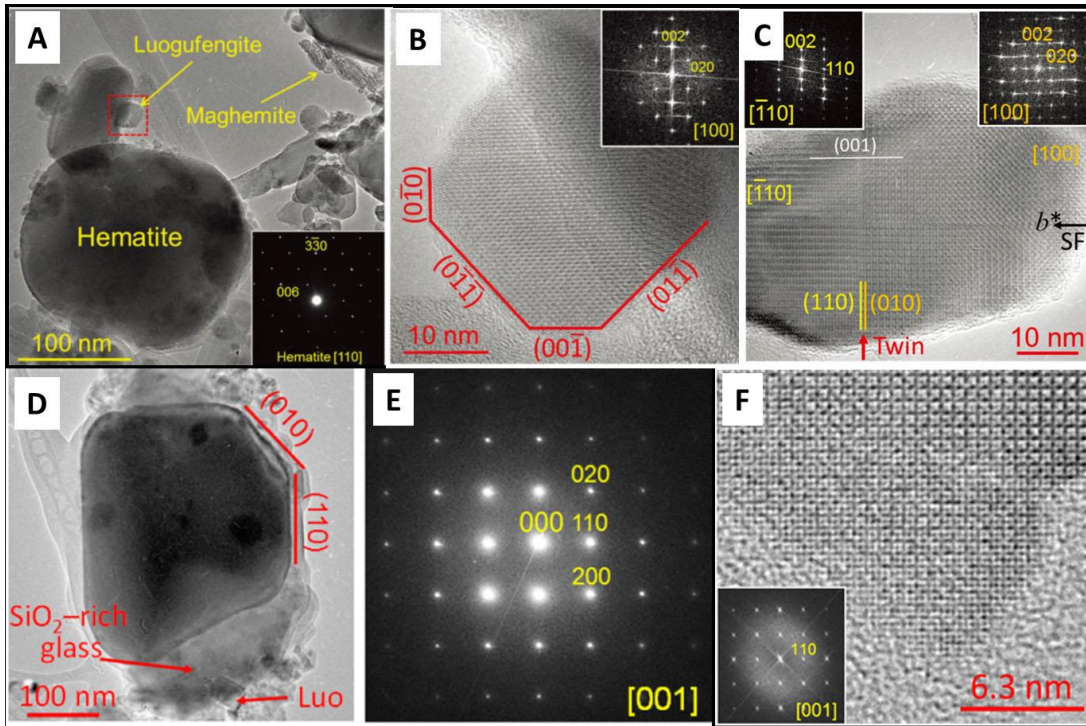 A
Luogufengite
Maghemite
Hematite
3̅30
006
Hematite [110]
100 nm
B
002
020
[100]
(01̅0)
(01̅1̅)
(001̅)
(011̅)
10 nm
C
002
110
[1̅10]
002
020
[100]
(001)
[1̅10]
[100]
b*
SF
(110)
(010)
Twin
10 nm
D
(010)
(110)
SiO₂–rich
glass
Luo
100 nm
E
020
000
110
200
[001]
F
110
[001]
6.3 nm